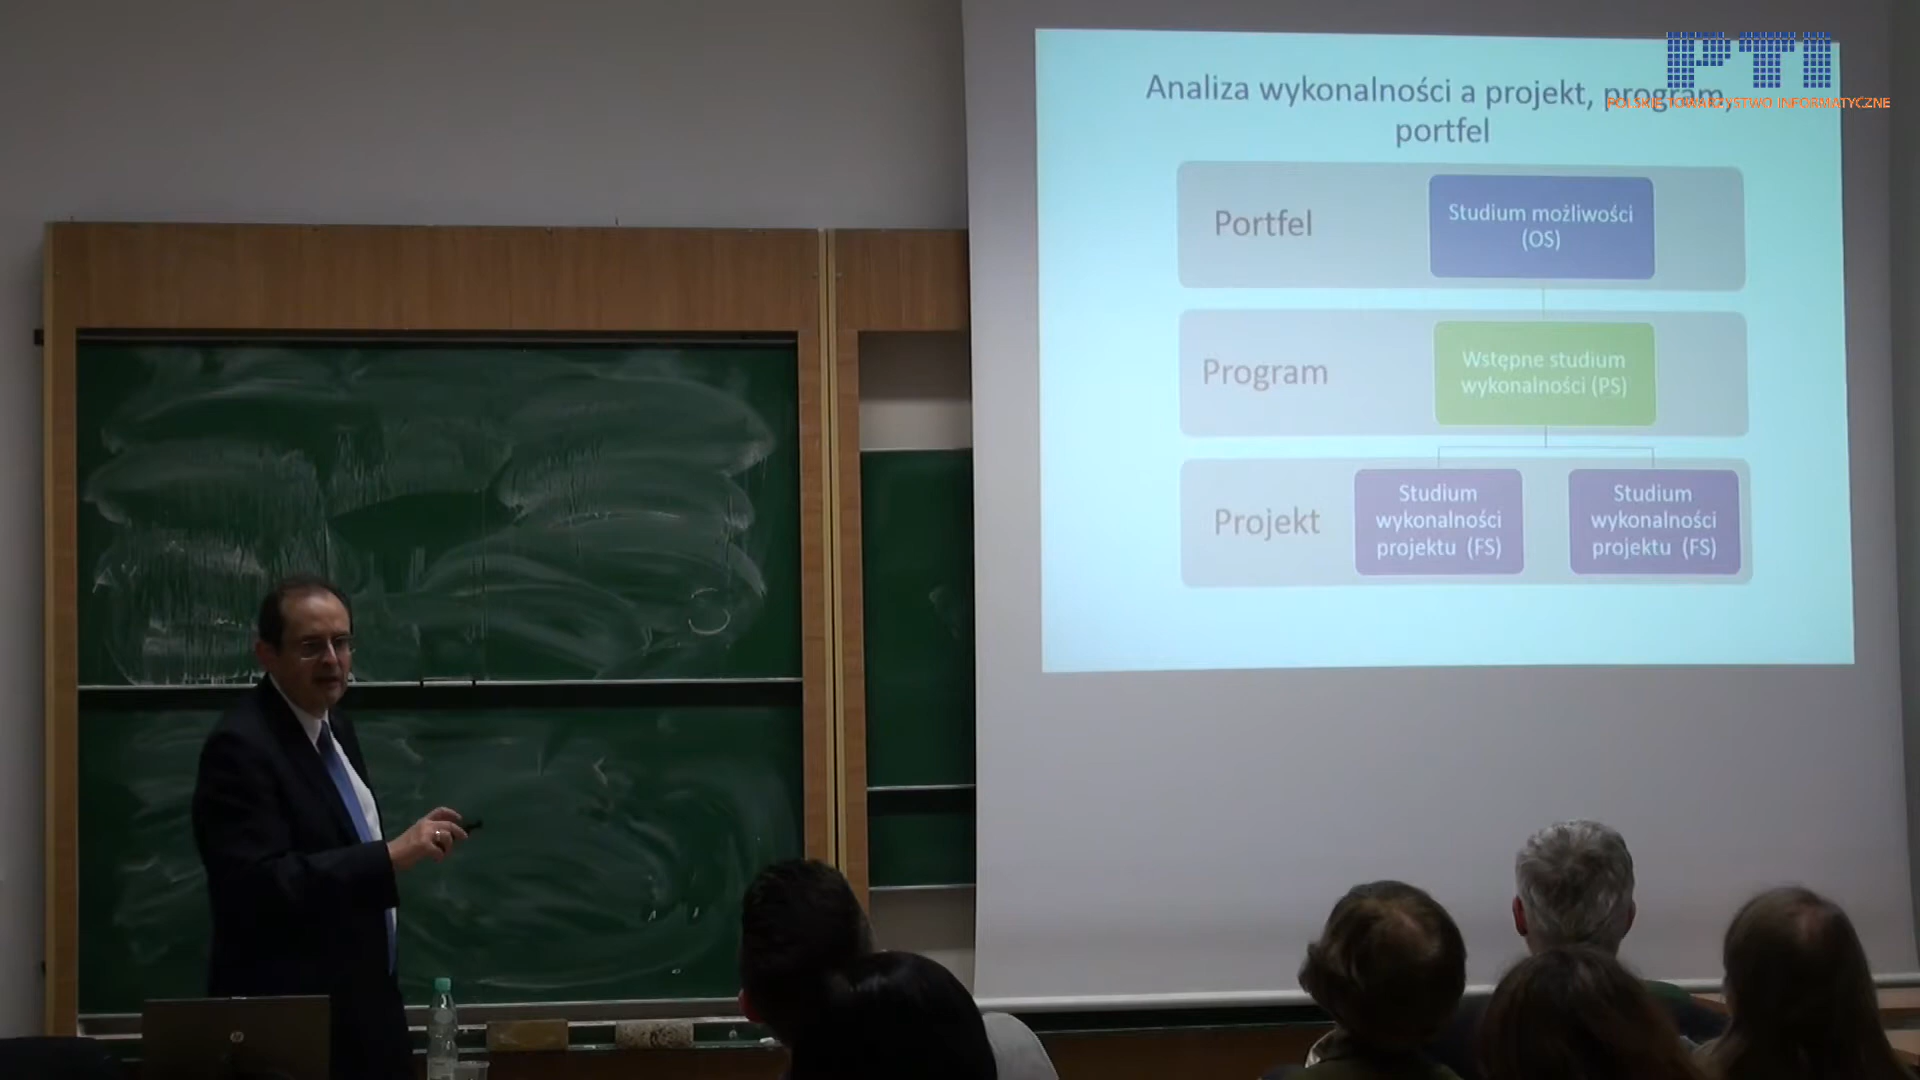 PTI
POLSKIE TOWARZYSTWO INFORMATYCZNE
Analiza wykonalności a projekt, program,
portfel
Portfel
Studium możliwości
(OS)
Program
Wstępne studium
wykonalności (PS)
Projekt
Studium
wykonalności
projektu (FS)
Studium
wykonalności
projektu (FS)
hp